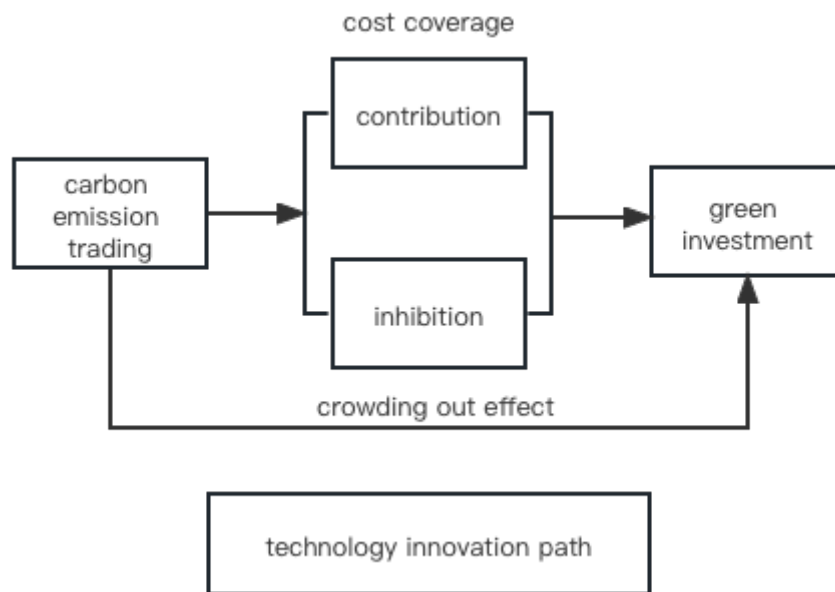 cost coverage
contribution
carbon
emission
trading
green
investment
inhibition
crowding out effect
technology innovation path